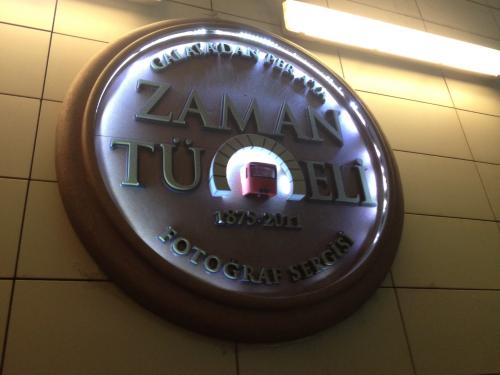 GALATA'DAN PERA'YA
ZAMAN
TÜNELİ
1875-2011
FOTOĞRAF SERGİSİ